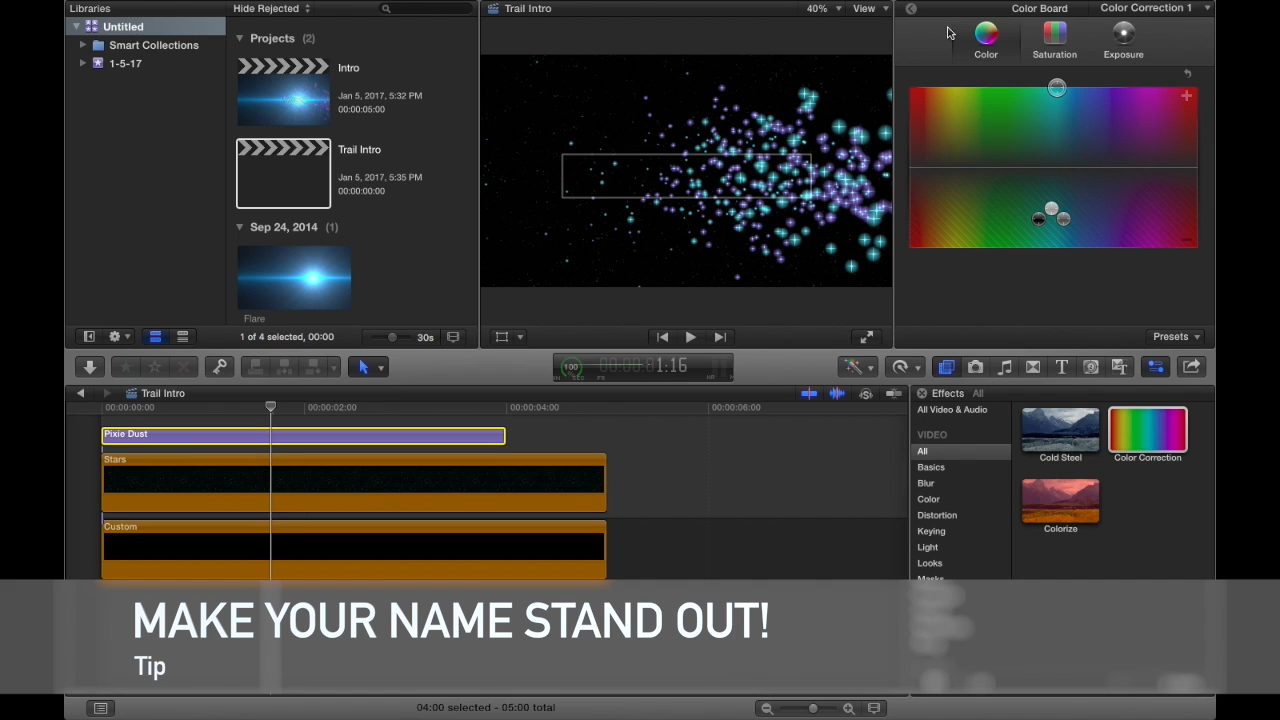 Libraries
Hide Rejected
Trail Intro
40%
View
Color Board
Color Correction 1
Untitled
Smart Collections
1-5-17
Projects (2)
Intro
Jan 5, 2017, 5:32 PM
00:00:05:00
Trail Intro
Jan 5, 2017, 5:35 PM
00:00:00:00
Sep 24, 2014 (1)
Flare
1 of 4 selected, 00:00
30s
Color
Saturation
Exposure
Presets
100
1:16
Trail Intro
00:00:00:00
00:00:02:00
00:00:04:00
00:00:06:00
Pixie Dust
Stars
Custom
Effects
All
All Video & Audio
VIDEO
All
Basics
Blur
Color
Distortion
Keying
Light
Looks
Masks
Cold Steel
Color Correction
Colorize
MAKE YOUR NAME STAND OUT!
Tip
04:00 selected - 05:00 total